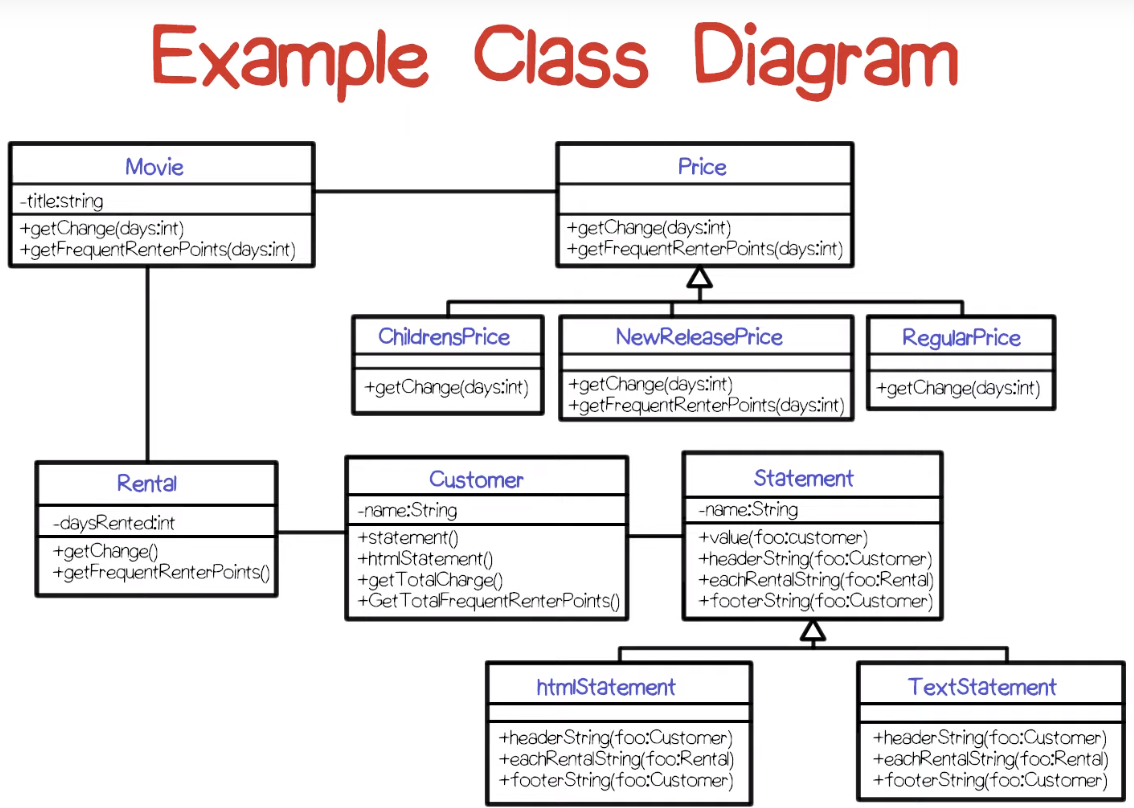 Example Class Diagram
Movie
-title:string
+getChange(days:int)
+getFrequentRenterPoints(days:int)
Price
+getChange(days:int)
+getFrequentRenterPoints(days:int)
ChildrensPrice
+getChange(days:int)
NewReleasePrice
+getChange(days:int)
+getFrequentRenterPoints(days:int)
RegularPrice
+getChange(days:int)
Rental
-daysRented:int
+getChange()
+getFrequentRenterPoints()
Customer
-name:String
+statement()
+htmlStatement()
+getTotalCharge()
+GetTotalFrequentRenterPoints()
Statement
-name:String
+value(foo:customer)
+headerString(foo:Customer)
+eachRentalString(foo:Rental)
+footerString(foo:Customer)
htmlStatement
+headerString(foo:Customer)
+eachRentalString(foo:Rental)
+footerString(foo:Customer)
TextStatement
+headerString(foo:Customer)
+eachRentalString(foo:Rental)
+footerString(foo:Customer)